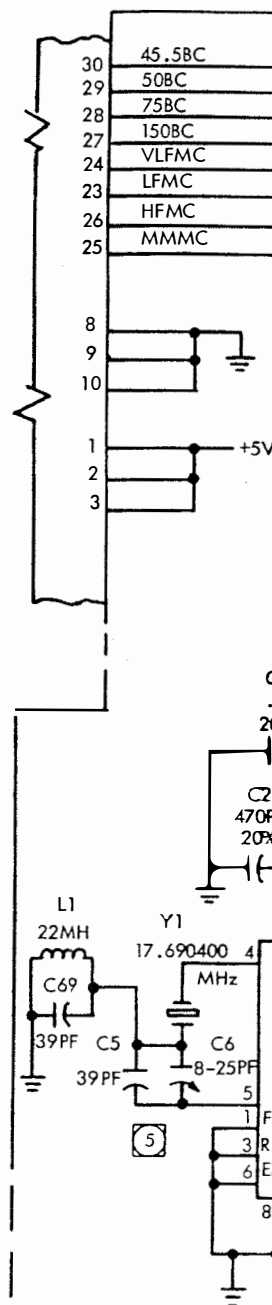 30 45.5BC
29 50BC
28 75BC
27 150BC
24 VLFMC
23 LFMC
26 HFMC
25 MMMC
8
9
10
1 +5V
2
3
C2
470P
20%
L1
22MH
C69
39PF
Y1
17.690400
MHz
4
C5
39PF
C6
8-25PF
5
5
1 F
3 R
6 E
8